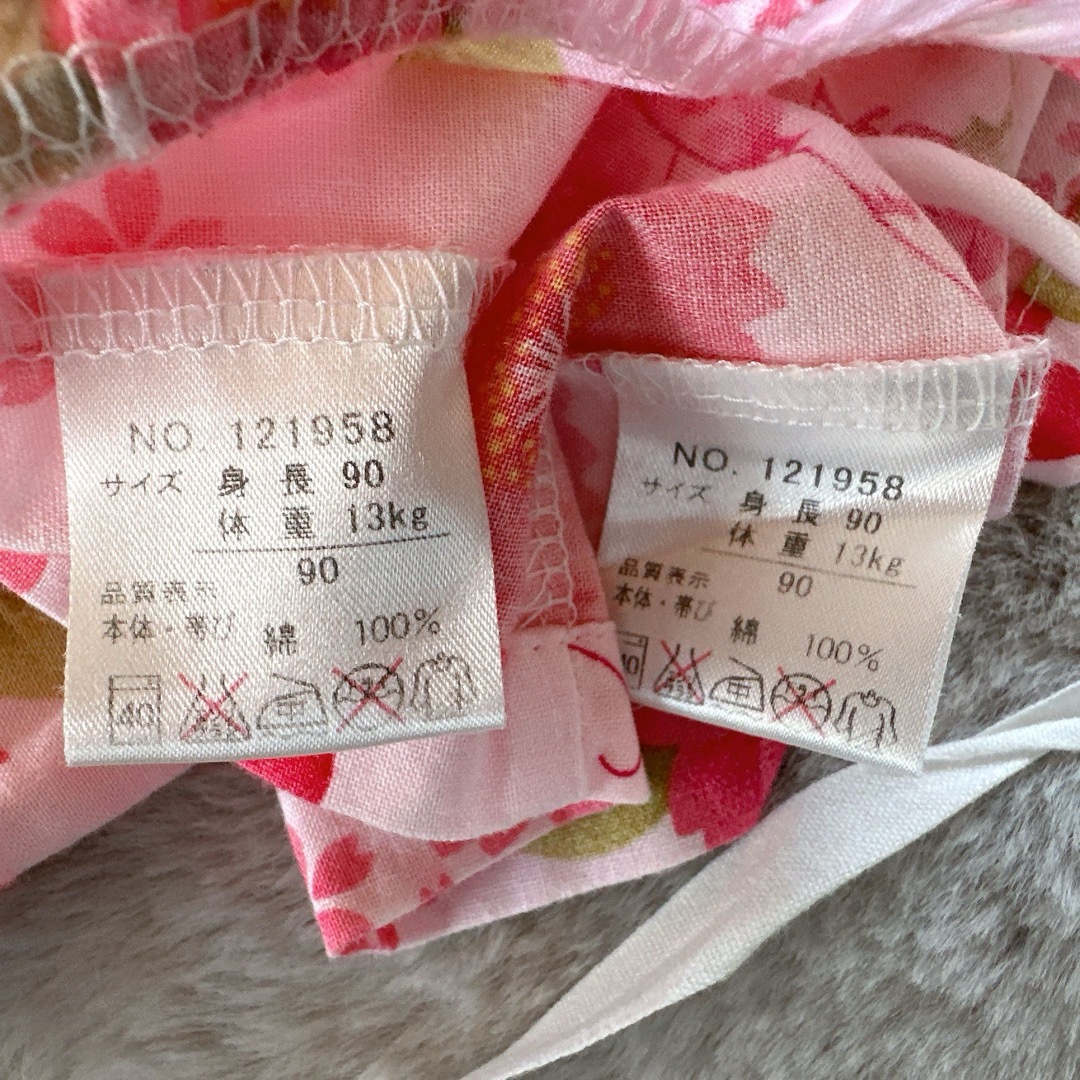 NO. 121958
サイズ 身長 90
体重 13kg
90
品質表示
本体・帯び 綿 100%
40
NO. 121958
サイズ 身長 90
体重 13kg
90
品質表示
本体・帯び 綿 100%
40